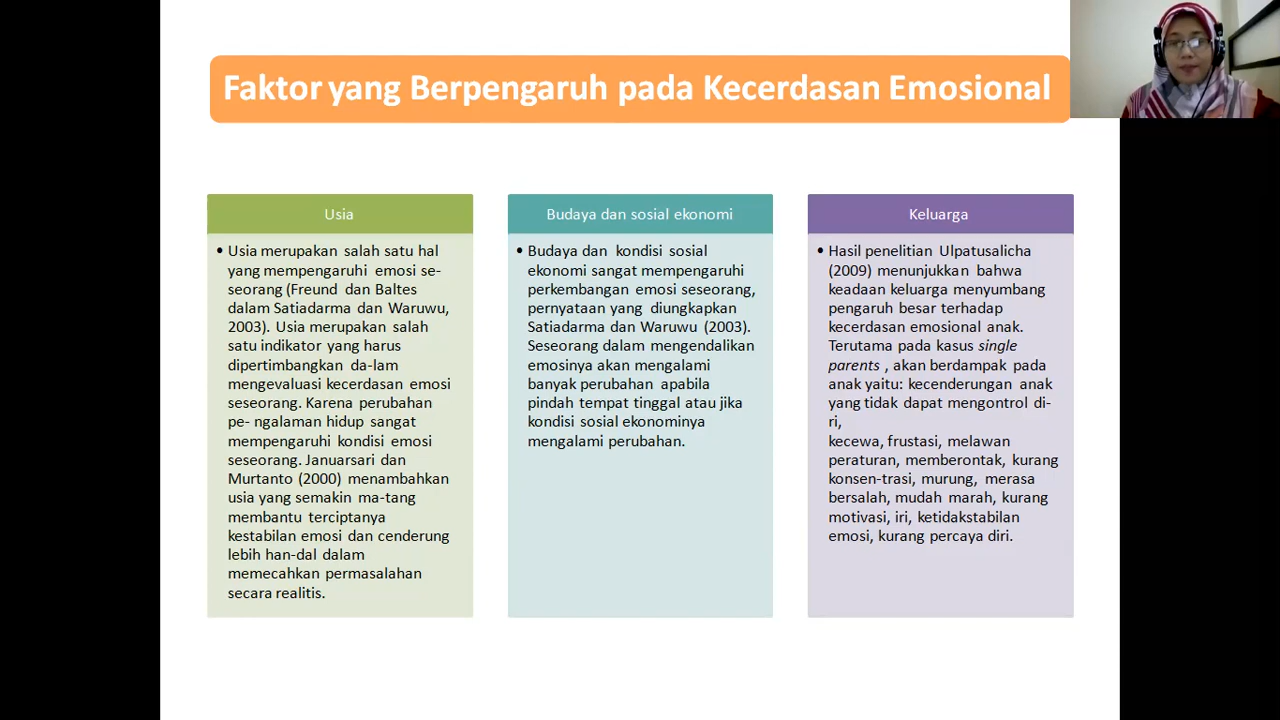 Faktor yang Berpengaruh pada Kecerdasan Emosional
Usia
• Usia merupakan salah satu hal
yang mempengaruhi emosi se-
seorang (Freund dan Baltes
dalam Satiadarma dan Waruwu,
2003). Usia merupakan salah
satu indikator yang harus
dipertimbangkan da-lam
mengevaluasi kecerdasan emosi
seseorang. Karena perubahan
pe- ngalaman hidup sangat
mempengaruhi kondisi emosi
seseorang. Januarsari dan
Murtanto (2000) menambahkan
usia yang semakin ma-tang
membantu terciptanya
kestabilan emosi dan cenderung
lebih han-dal dalam
memecahkan permasalahan
secara realitis.
Budaya dan sosial ekonomi
• Budaya dan kondisi sosial
ekonomi sangat mempengaruhi
perkembangan emosi seseorang,
pernyataan yang diungkapkan
Satiadarma dan Waruwu (2003).
Seseorang dalam mengendalikan
emosinya akan mengalami
banyak perubahan apabila
pindah tempat tinggal atau jika
kondisi sosial ekonominya
mengalami perubahan.
Keluarga
• Hasil penelitian Ulpatusalicha
(2009) menunjukkan bahwa
keadaan keluarga menyumbang
pengaruh besar terhadap
kecerdasan emosional anak.
Terutama pada kasus single
parents , akan berdampak pada
anak yaitu: kecenderungan anak
yang tidak dapat mengontrol di-
ri,
kecewa, frustasi, melawan
peraturan, memberontak, kurang
konsen-trasi, murung, merasa
bersalah, mudah marah, kurang
motivasi, iri, ketidakstabilan
emosi, kurang percaya diri.